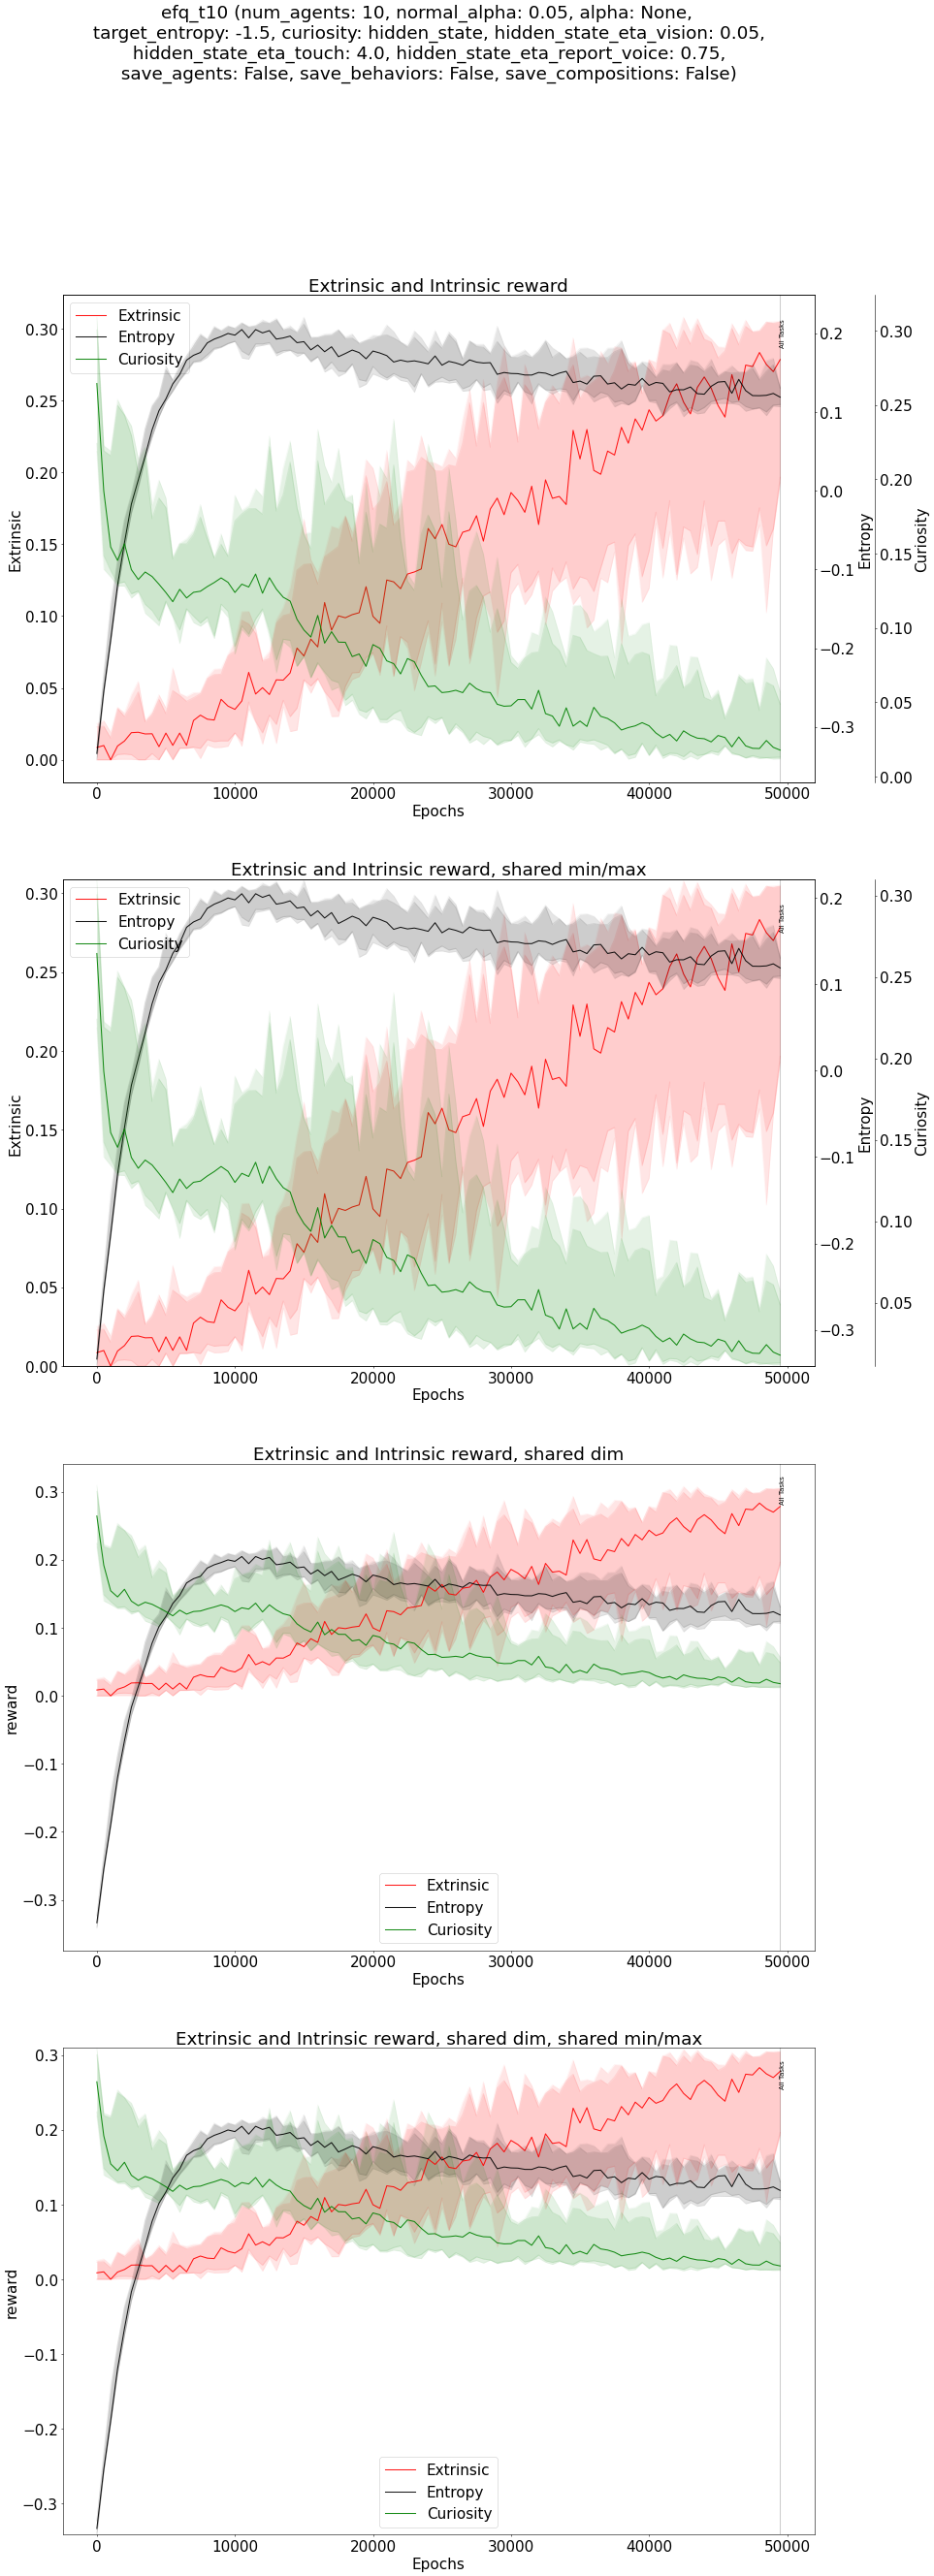 efq_t10 (num_agents: 10, normal_alpha: 0.05, alpha: None,
target_entropy: -1.5, curiosity: hidden_state, hidden_state_eta_vision: 0.05,
hidden_state_eta_touch: 4.0, hidden_state_eta_report_voice: 0.75,
save_agents: False, save_behaviors: False, save_compositions: False)
Extrinsic and Intrinsic reward
Extrinsic
Entropy
Curiosity
All Tasks
0.30
0.25
0.20
0.15
0.10
0.05
0.00
Extrinsic
0.2
0.1
0.0
−0.1
−0.2
−0.3
Entropy
0.30
0.25
0.20
0.15
0.10
0.05
0.00
Curiosity
0 10000 20000 30000 40000 50000
Epochs
Extrinsic and Intrinsic reward, shared min/max
Extrinsic
Entropy
Curiosity
All Tasks
0.30
0.25
0.20
0.15
0.10
0.05
0.00
Extrinsic
0.2
0.1
0.0
−0.1
−0.2
−0.3
Entropy
0.30
0.25
0.20
0.15
0.10
0.05
Curiosity
0 10000 20000 30000 40000 50000
Epochs
Extrinsic and Intrinsic reward, shared dim
All Tasks
0.3
0.2
0.1
0.0
−0.1
−0.2
−0.3
reward
Extrinsic
Entropy
Curiosity
0 10000 20000 30000 40000 50000
Epochs
Extrinsic and Intrinsic reward, shared dim, shared min/max
All Tasks
0.3
0.2
0.1
0.0
−0.1
−0.2
−0.3
reward
Extrinsic
Entropy
Curiosity
0 10000 20000 30000 40000 50000
Epochs